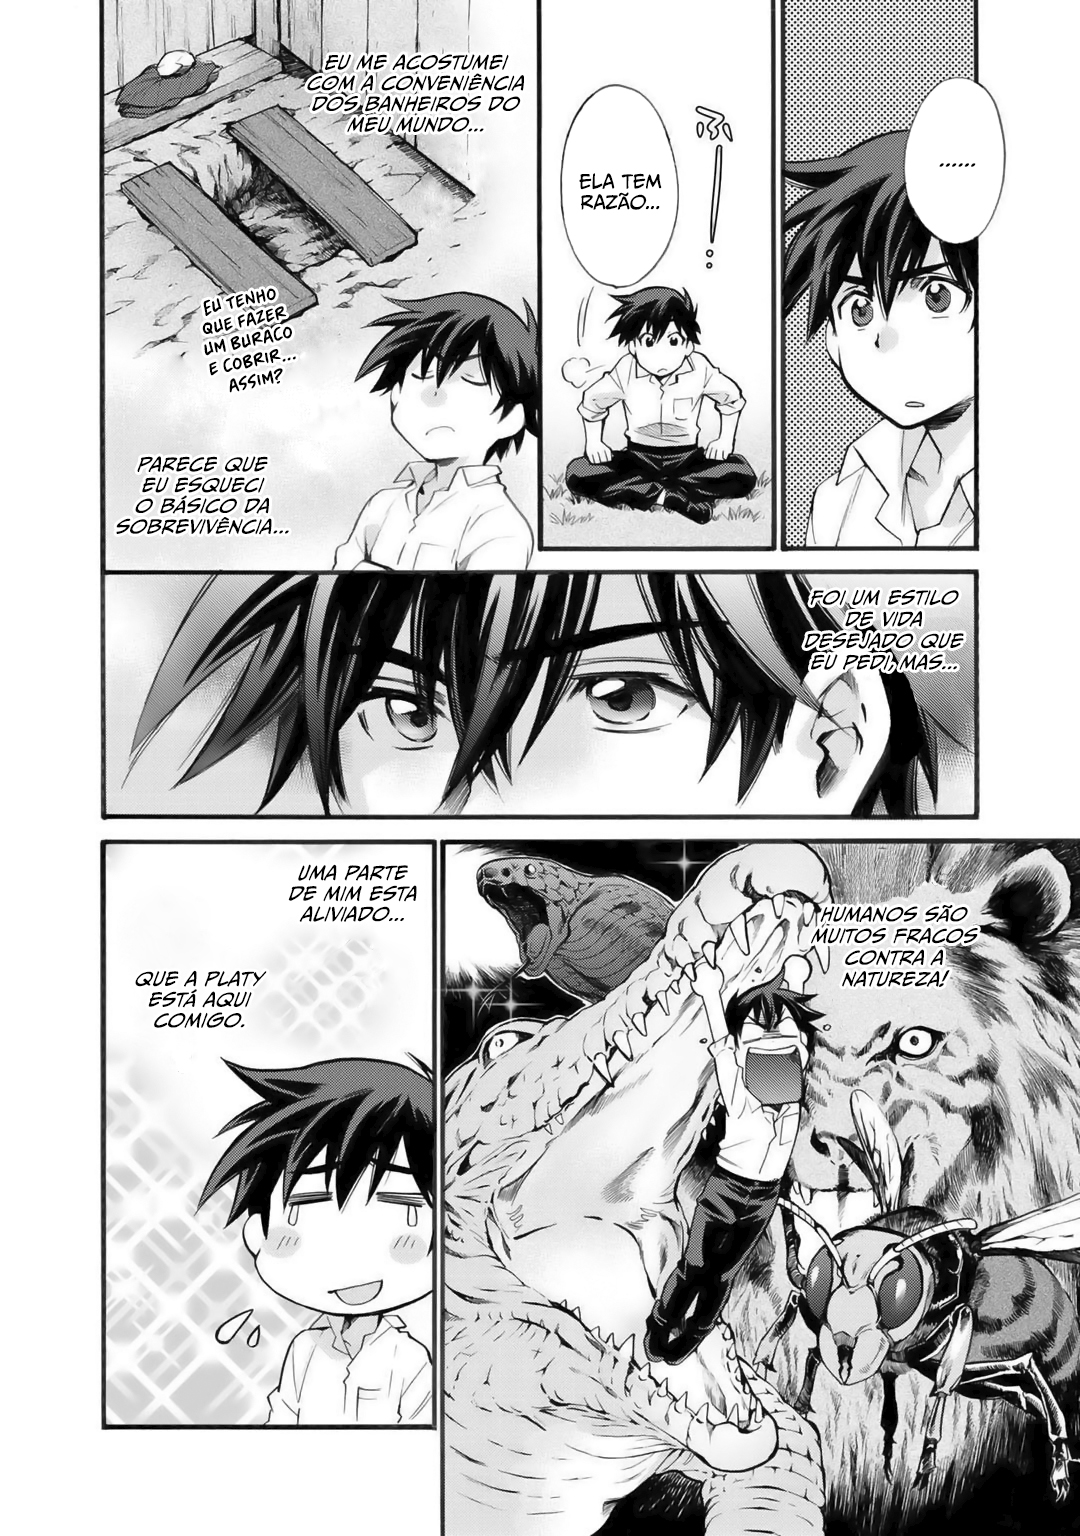 .......
ふーー...
ELA TEM
RAZÃO...
EU ME ACOSTUMEI
COM A CONVENIÊNCIA
DOS BANHEIROS DO
MEU MUNDO...
EU TENHO
QUE FAZER
UM BURACO
E COBRIR...
ASSIM?
PARECE QUE
EU ESQUECI
O BÁSICO DA
SOBREVIVÊNCIA...
FOI UM ESTILO
DE VIDA
DESEJADO QUE
EU PEDI, MAS...
HUMANOS SÃO
MUITOS FRACOS
CONTRA A
NATUREZA!
UMA PARTE
DE MIM ESTA
ALIVIADO...
QUE A PLATY
ESTÁ AQUI
COMIGO.